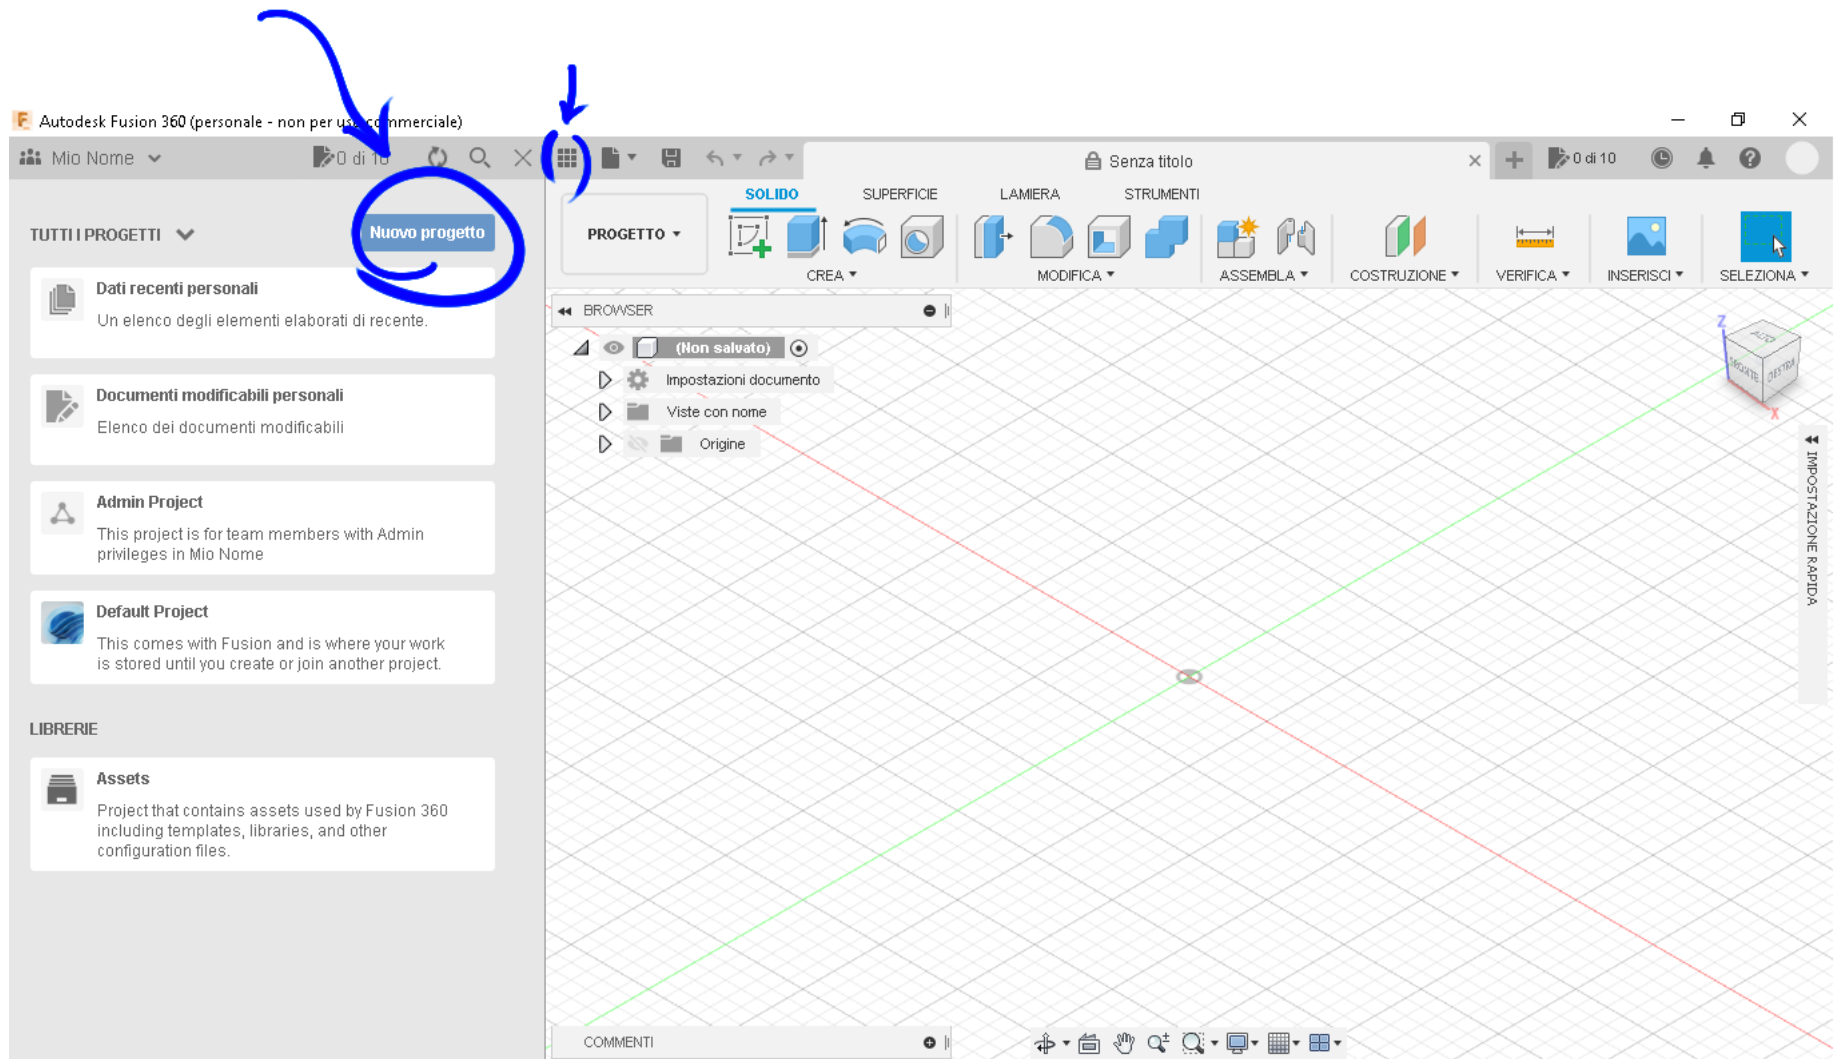 Autodesk Fusion 360 (personale - non per uso commerciale)
Mio Nome
0 di 10
Senza titolo
0 di 10
TUTTI I PROGETTI
Nuovo progetto
Dati recenti personali
Un elenco degli elementi elaborati di recente.
Documenti modificabili personali
Elenco dei documenti modificabili
Admin Project
This project is for team members with Admin
privileges in Mio Nome
Default Project
This comes with Fusion and is where your work
is stored until you create or join another project.
LIBRERIE
Assets
Project that contains assets used by Fusion 360
including templates, libraries, and other
configuration files.
PROGETTO
SOLIDO SUPERFICIE LAMIERA STRUMENTI
CREA MODIFICA ASSEMBLA COSTRUZIONE VERIFICA INSERISCI SELEZIONA
BROWSER
(Non salvato)
Impostazioni documento
Viste con nome
Origine
Z
ALTO
FRONTE DESTRA
X
IMPOSTAZIONE RAPIDA
COMMENTI